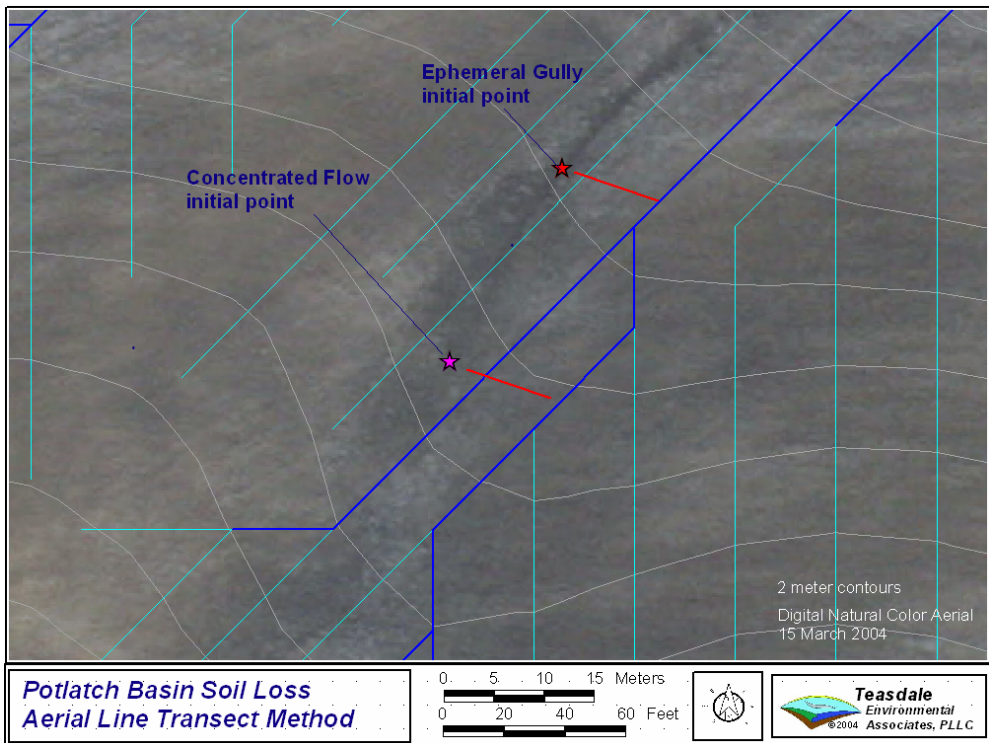 Ephemeral Gully
initial point
Concentrated Flow
initial point
2 meter contours
Digital Natural Color Aerial
15 March 2004
Potlatch Basin Soil Loss
Aerial Line Transect Method
0 5 10 15 Meters
0 20 40 60 Feet
Teasdale
Environmental
©2004 Associates, PLLC